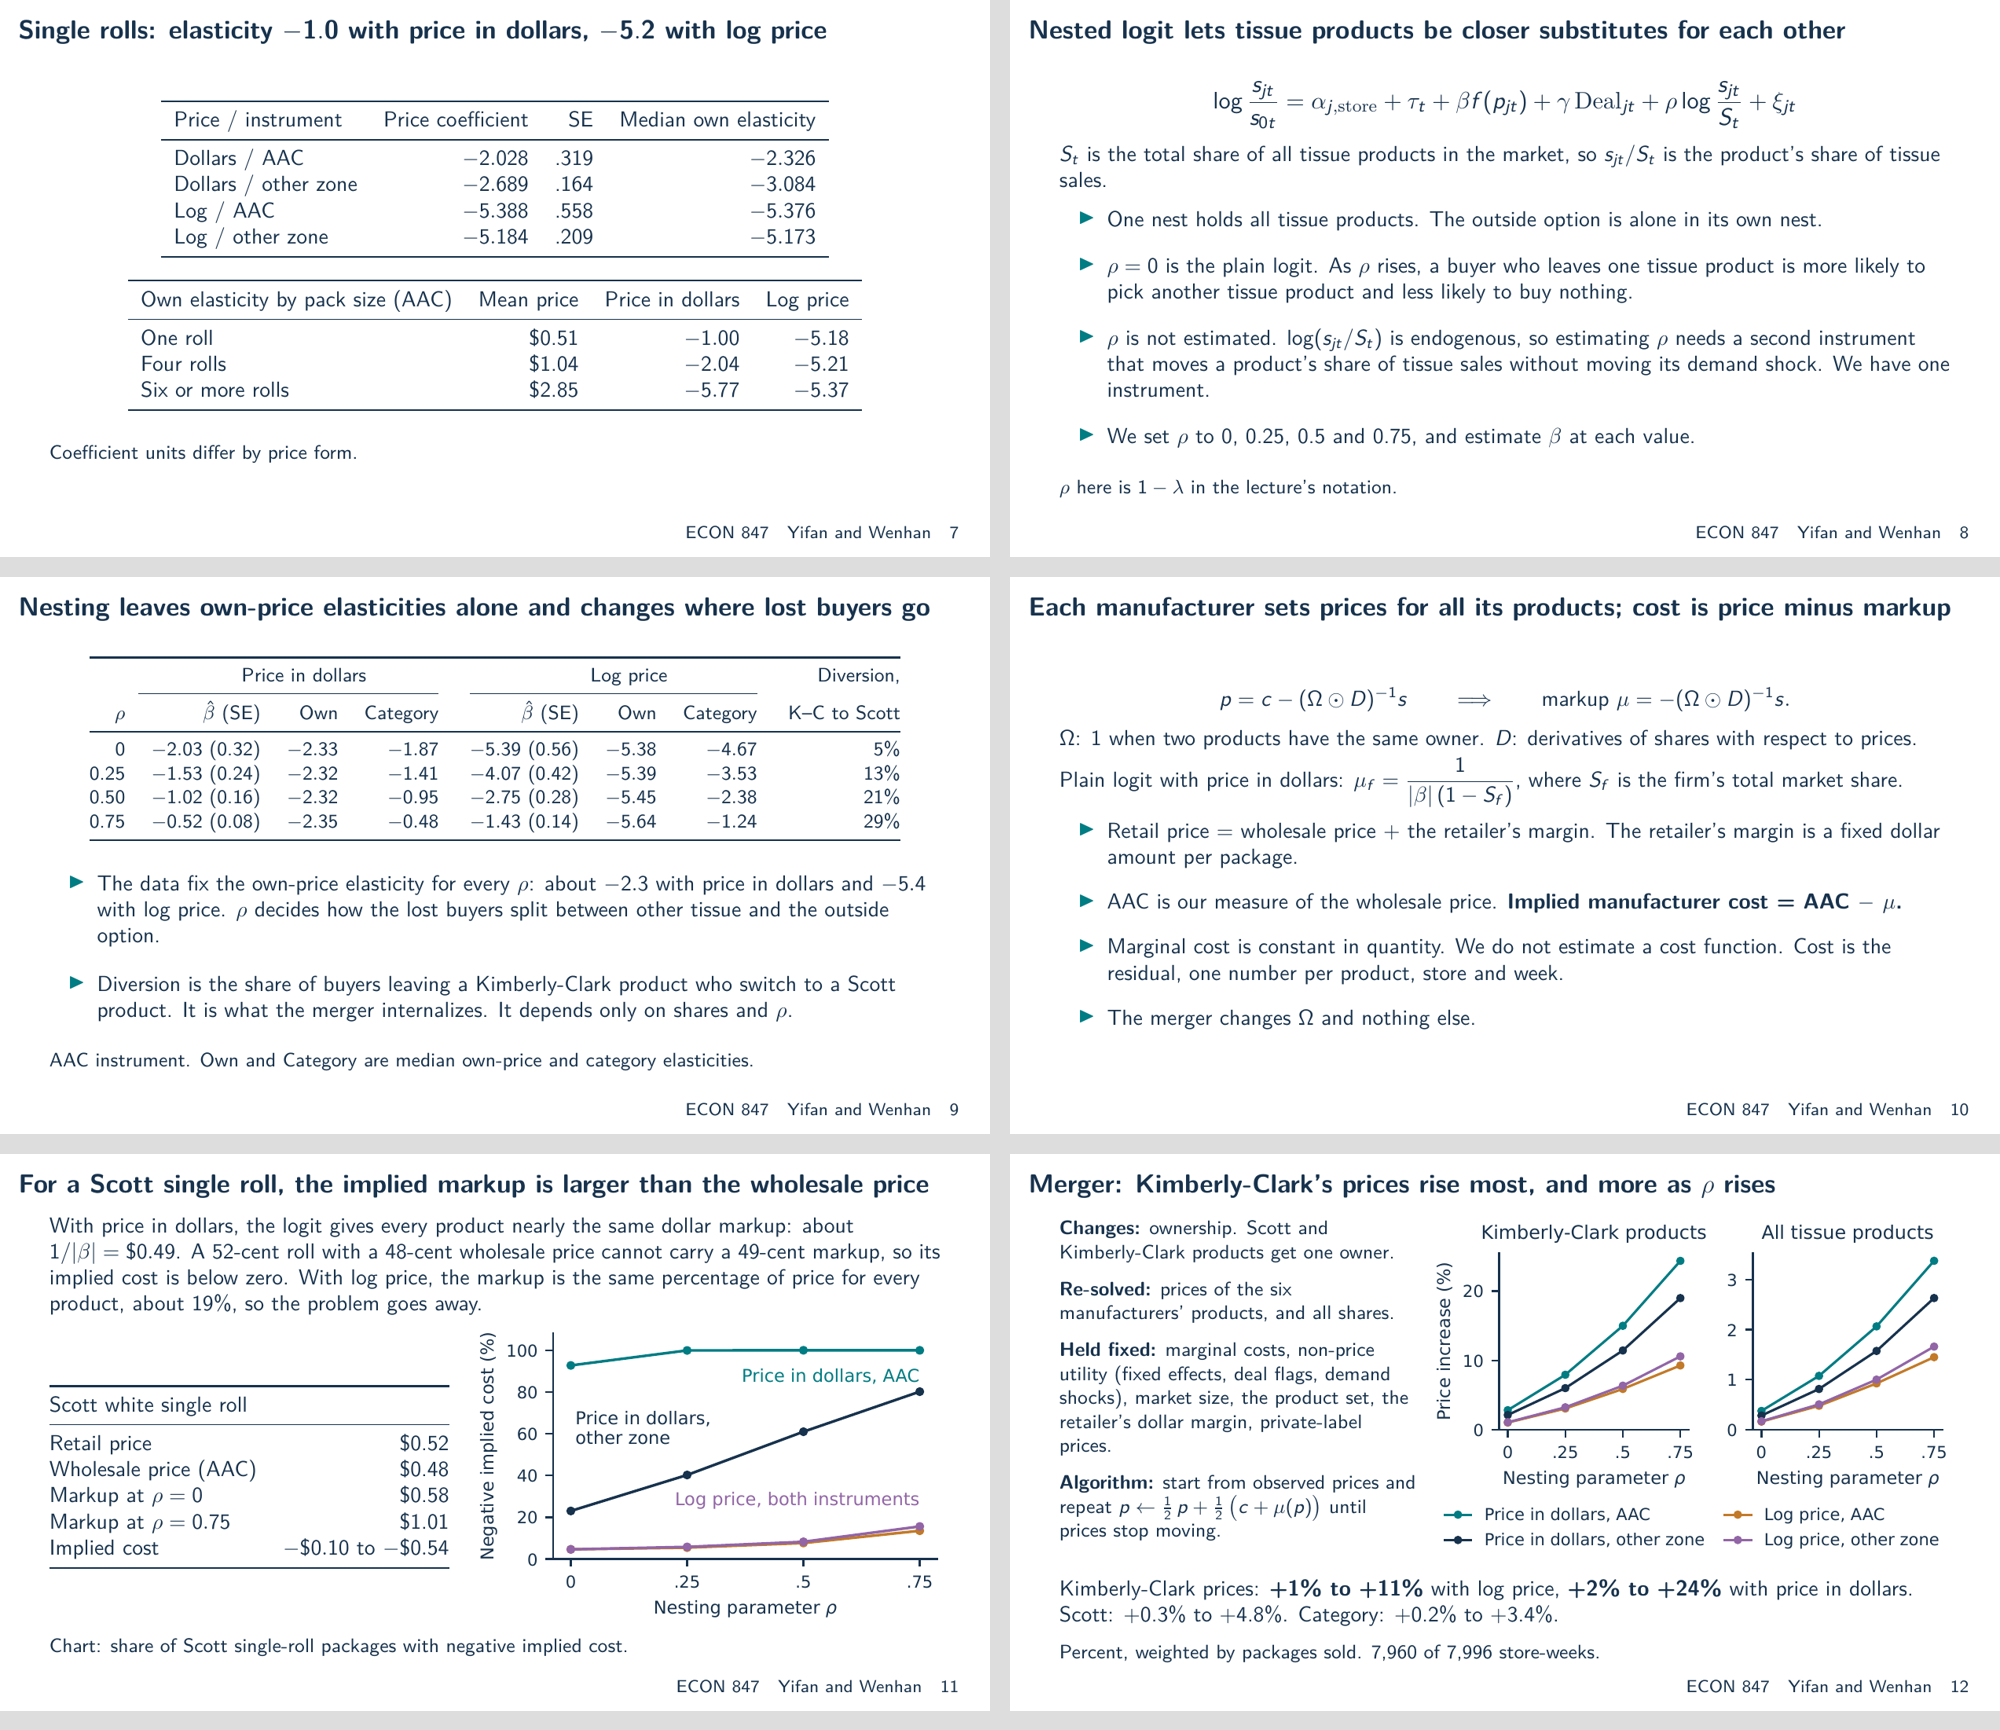 Single rolls: elasticity −1.0 with price in dollars, −5.2 with log price
Price / instrument Price coefficient SE Median own elasticity
Dollars / AAC −2.028 .319 −2.326
Dollars / other zone −2.689 .164 −3.084
Log / AAC −5.388 .558 −5.376
Log / other zone −5.184 .209 −5.173
Own elasticity by pack size (AAC) Mean price Price in dollars Log price
One roll $0.51 −1.00 −5.18
Four rolls $1.04 −2.04 −5.21
Six or more rolls $2.85 −5.77 −5.37
Coefficient units differ by price form.
ECON 847 Yifan and Wenhan 7
Nested logit lets tissue products be closer substitutes for each other
log s_jt/s_0t = α_j,store + τ_t + βf(p_jt) + γ Deal_jt + ρ log s_jt/S_t + ξ_jt
S_t is the total share of all tissue products in the market, so s_jt/S_t is the product's share of tissue
sales.
▶ One nest holds all tissue products. The outside option is alone in its own nest.
▶ ρ = 0 is the plain logit. As ρ rises, a buyer who leaves one tissue product is more likely to
pick another tissue product and less likely to buy nothing.
▶ ρ is not estimated. log(s_jt/S_t) is endogenous, so estimating ρ needs a second instrument
that moves a product's share of tissue sales without moving its demand shock. We have one
instrument.
▶ We set ρ to 0, 0.25, 0.5 and 0.75, and estimate β at each value.
ρ here is 1 − λ in the lecture's notation.
ECON 847 Yifan and Wenhan 8
Nesting leaves own-price elasticities alone and changes where lost buyers go
Price in dollars Log price Diversion,
ρ β̂ (SE) Own Category β̂ (SE) Own Category K–C to Scott
0 −2.03 (0.32) −2.33 −1.87 −5.39 (0.56) −5.38 −4.67 5%
0.25 −1.53 (0.24) −2.32 −1.41 −4.07 (0.42) −5.39 −3.53 13%
0.50 −1.02 (0.16) −2.32 −0.95 −2.75 (0.28) −5.45 −2.38 21%
0.75 −0.52 (0.08) −2.35 −0.48 −1.43 (0.14) −5.64 −1.24 29%
▶ The data fix the own-price elasticity for every ρ: about −2.3 with price in dollars and −5.4
with log price. ρ decides how the lost buyers split between other tissue and the outside
option.
▶ Diversion is the share of buyers leaving a Kimberly-Clark product who switch to a Scott
product. It is what the merger internalizes. It depends only on shares and ρ.
AAC instrument. Own and Category are median own-price and category elasticities.
ECON 847 Yifan and Wenhan 9
Each manufacturer sets prices for all its products; cost is price minus markup
p = c − (Ω ⊙ D)⁻¹s ⟹ markup μ = −(Ω ⊙ D)⁻¹s.
Ω: 1 when two products have the same owner. D: derivatives of shares with respect to prices.
Plain logit with price in dollars: μ_f = 1/(|β| (1 − S_f)), where S_f is the firm's total market share.
▶ Retail price = wholesale price + the retailer's margin. The retailer's margin is a fixed dollar
amount per package.
▶ AAC is our measure of the wholesale price. Implied manufacturer cost = AAC − μ.
▶ Marginal cost is constant in quantity. We do not estimate a cost function. Cost is the
residual, one number per product, store and week.
▶ The merger changes Ω and nothing else.
ECON 847 Yifan and Wenhan 10
For a Scott single roll, the implied markup is larger than the wholesale price
With price in dollars, the logit gives every product nearly the same dollar markup: about
1/|β| = $0.49. A 52-cent roll with a 48-cent wholesale price cannot carry a 49-cent markup, so its
implied cost is below zero. With log price, the markup is the same percentage of price for every
product, about 19%, so the problem goes away.
Scott white single roll
Retail price $0.52
Wholesale price (AAC) $0.48
Markup at ρ = 0 $0.58
Markup at ρ = 0.75 $1.01
Implied cost −$0.10 to −$0.54
Negative implied cost (%)
100
80
60
40
20
0
Price in dollars, AAC
Price in dollars,
other zone
Log price, both instruments
0 .25 .5 .75
Nesting parameter ρ
Chart: share of Scott single-roll packages with negative implied cost.
ECON 847 Yifan and Wenhan 11
Merger: Kimberly-Clark's prices rise most, and more as ρ rises
Changes: ownership. Scott and
Kimberly-Clark products get one owner.
Re-solved: prices of the six
manufacturers' products, and all shares.
Held fixed: marginal costs, non-price
utility (fixed effects, deal flags, demand
shocks), market size, the product set, the
retailer's dollar margin, private-label
prices.
Algorithm: start from observed prices and
repeat p ← ½ p + ½ (c + μ(p)) until
prices stop moving.
Kimberly-Clark products
Price increase (%)
20
10
0
0 .25 .5 .75
Nesting parameter ρ
All tissue products
3
2
1
0
0 .25 .5 .75
Nesting parameter ρ
Price in dollars, AAC Log price, AAC
Price in dollars, other zone Log price, other zone
Kimberly-Clark prices: +1% to +11% with log price, +2% to +24% with price in dollars.
Scott: +0.3% to +4.8%. Category: +0.2% to +3.4%.
Percent, weighted by packages sold. 7,960 of 7,996 store-weeks.
ECON 847 Yifan and Wenhan 12